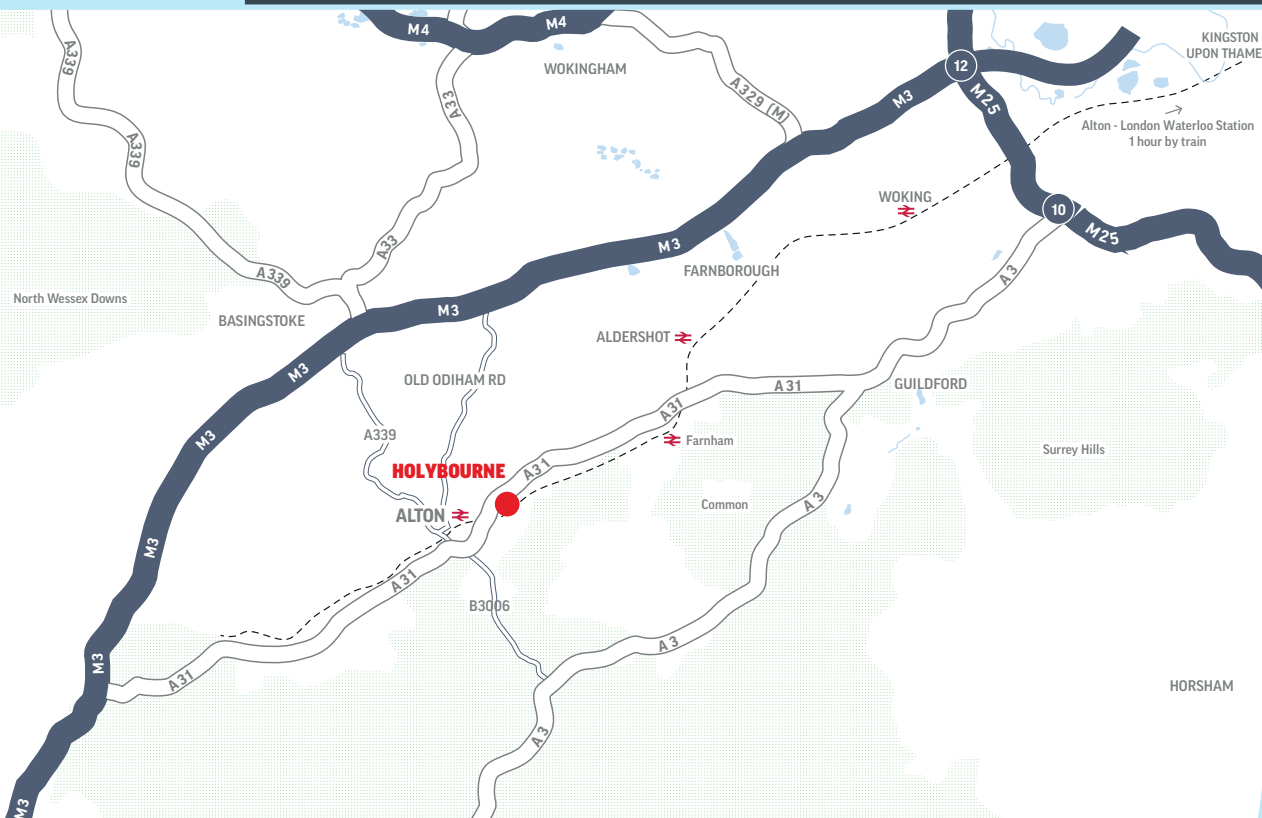 M4
M4
KINGSTON
UPON THAME
A339
WOKINGHAM
12
A33
A329 (M)
M3
M25
Alton - London Waterloo Station
1 hour by train
A339
WOKING
10
M25
A33
M3
FARNBOROUGH
A339
A3
North Wessex Downs
BASINGSTOKE
M3
ALDERSHOT
M3
OLD ODIHAM RD
A31
GUILDFORD
A31
A339
M3
Farnham
Surrey Hills
HOLYBOURNE
A31
Common
A3
ALTON
M3
A31
B3006
A3
M3
A31
HORSHAM
A3
M3